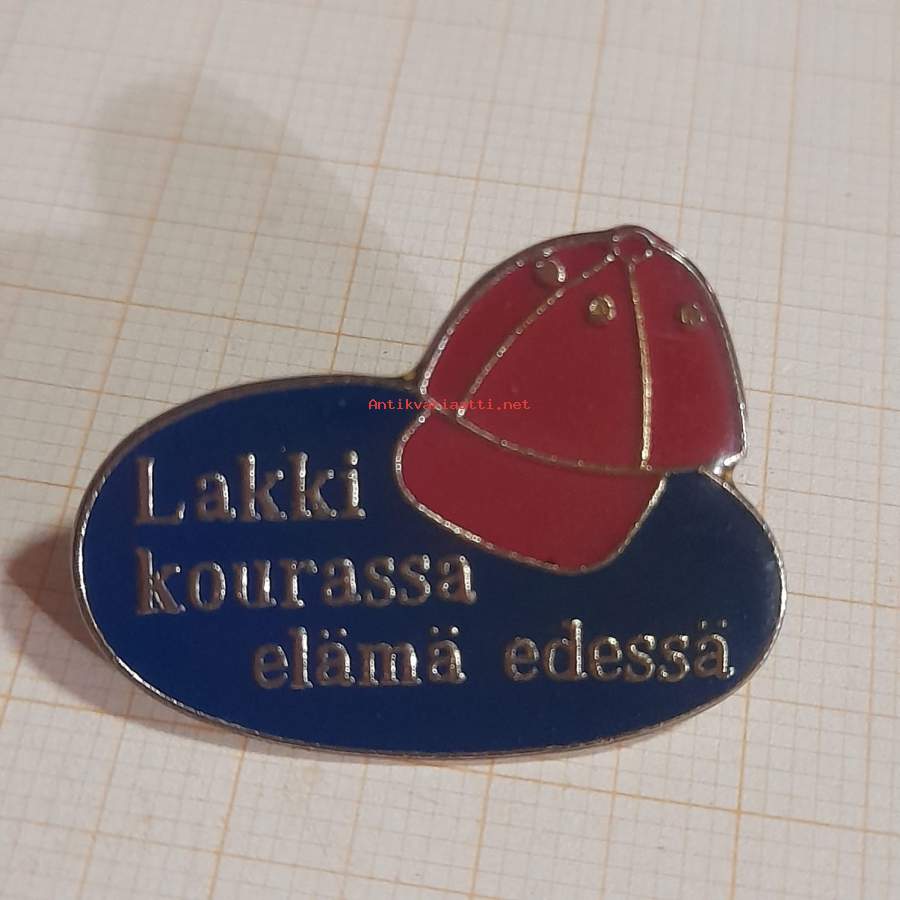 Antikvariaatti.net
Lakki
kourassa
elämä edessä